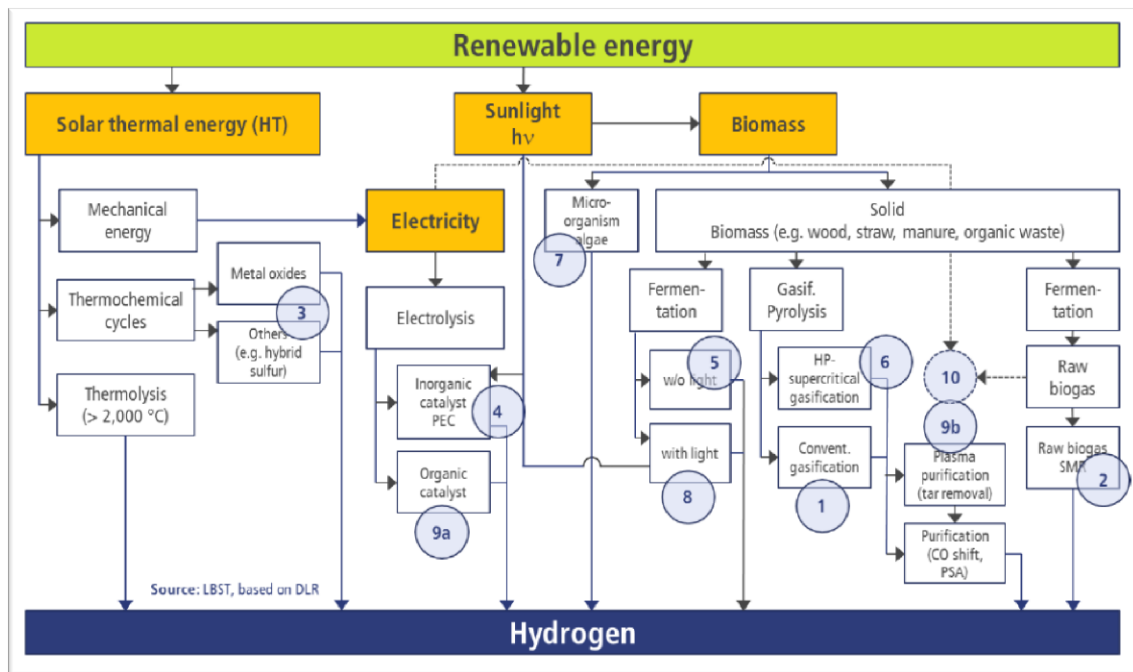 Renewable energy
Solar thermal energy (HT)
Sunlight
hν
Biomass
Mechanical
energy
Electricity
Micro-
organism
algae
7
Solid
Biomass (e.g. wood, straw, manure, organic waste)
Thermochemical
cycles
Metal oxides
3
Others
(e.g. hybrid
sulfur)
Electrolysis
Fermen-
tation
Gasif.
Pyrolysis
Fermen-
tation
Thermolysis
(> 2,000 °C)
Inorganic
catalyst
PEC
4
5
w/o light
HP-
supercritical
gasification
6
10
Raw
biogas
Organic
catalyst
9a
with light
8
Convent.
gasification
1
9b
Plasma
purification
(tar removal)
Raw biogas
SMR
2
Purification
(CO shift,
PSA)
Source: LBST, based on DLR
Hydrogen